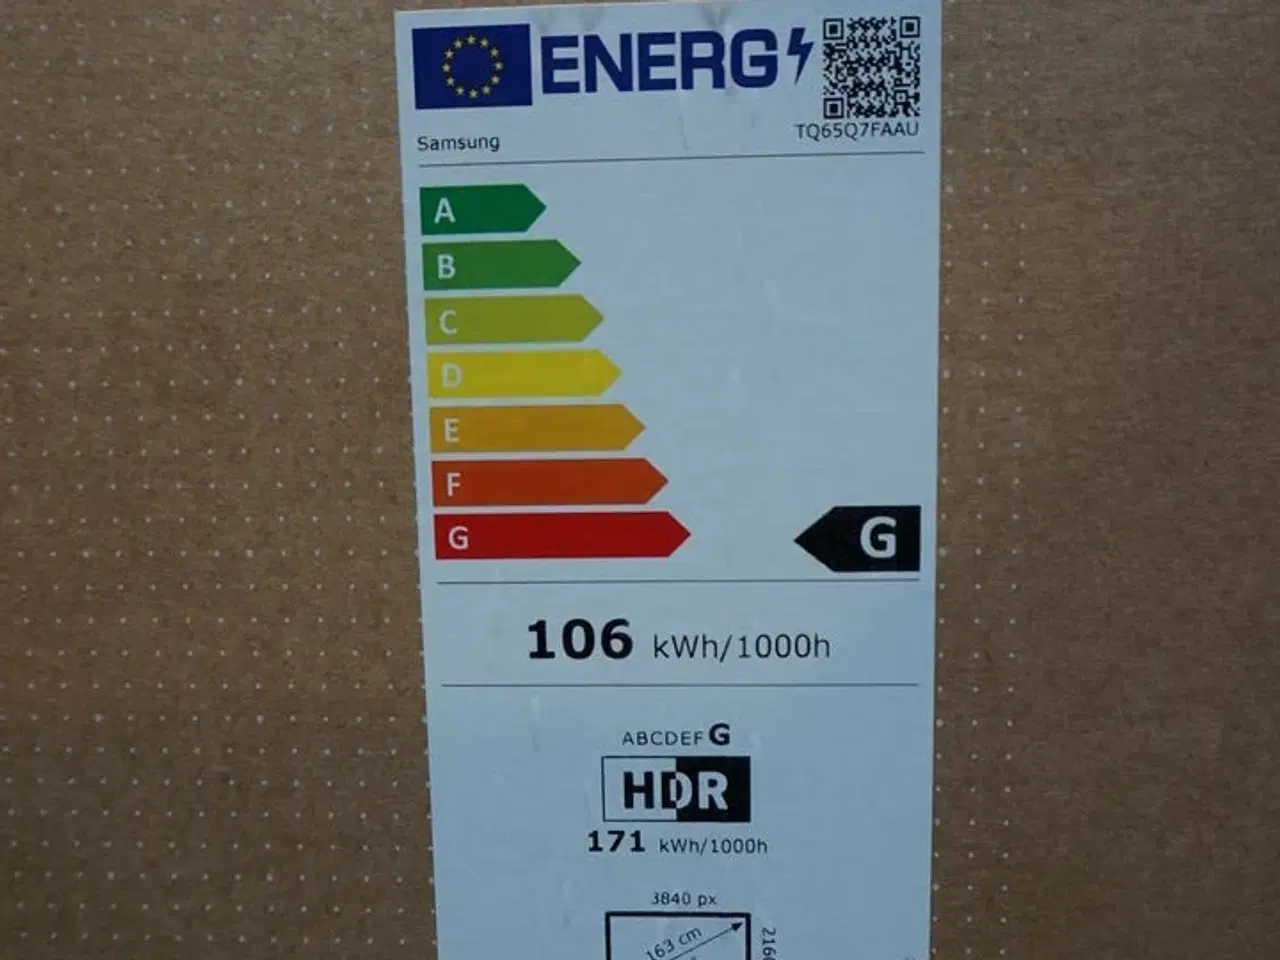 ENERG
Samsung
TQ65Q7FAAU
A
B
C
D
E
F
G
G
106 kWh/1000h
ABCDEFG
HDR
171 kWh/1000h
3840 px
163 cm